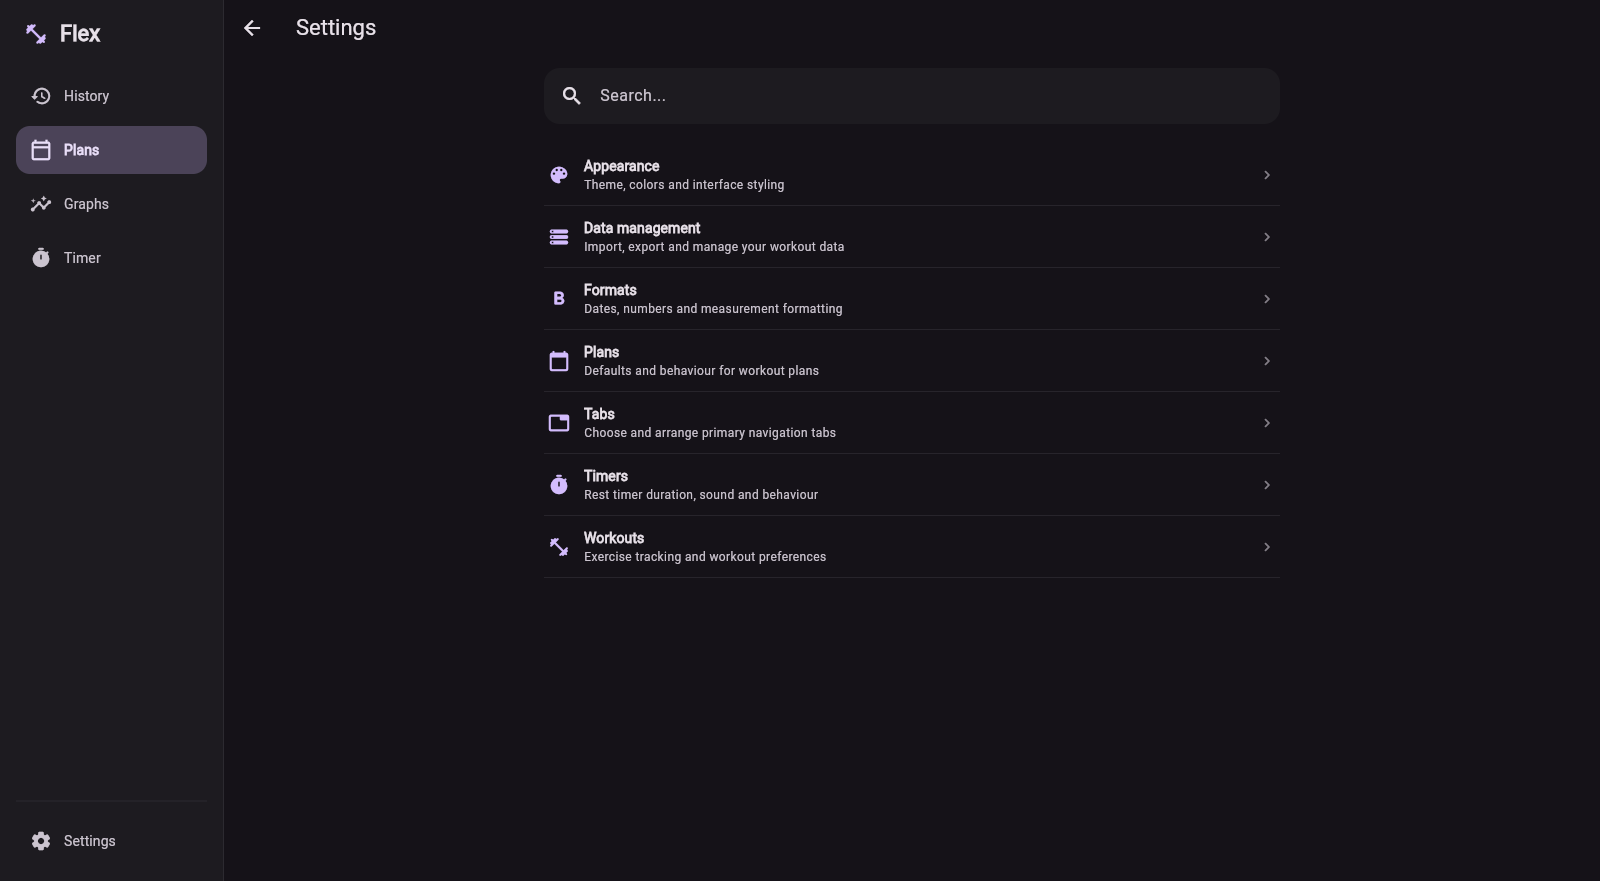 Flex
History
Plans
Graphs
Timer
Settings
Settings
Search...
Appearance
Theme, colors and interface styling
Data management
Import, export and manage your workout data
Formats
Dates, numbers and measurement formatting
Plans
Defaults and behaviour for workout plans
Tabs
Choose and arrange primary navigation tabs
Timers
Rest timer duration, sound and behaviour
Workouts
Exercise tracking and workout preferences